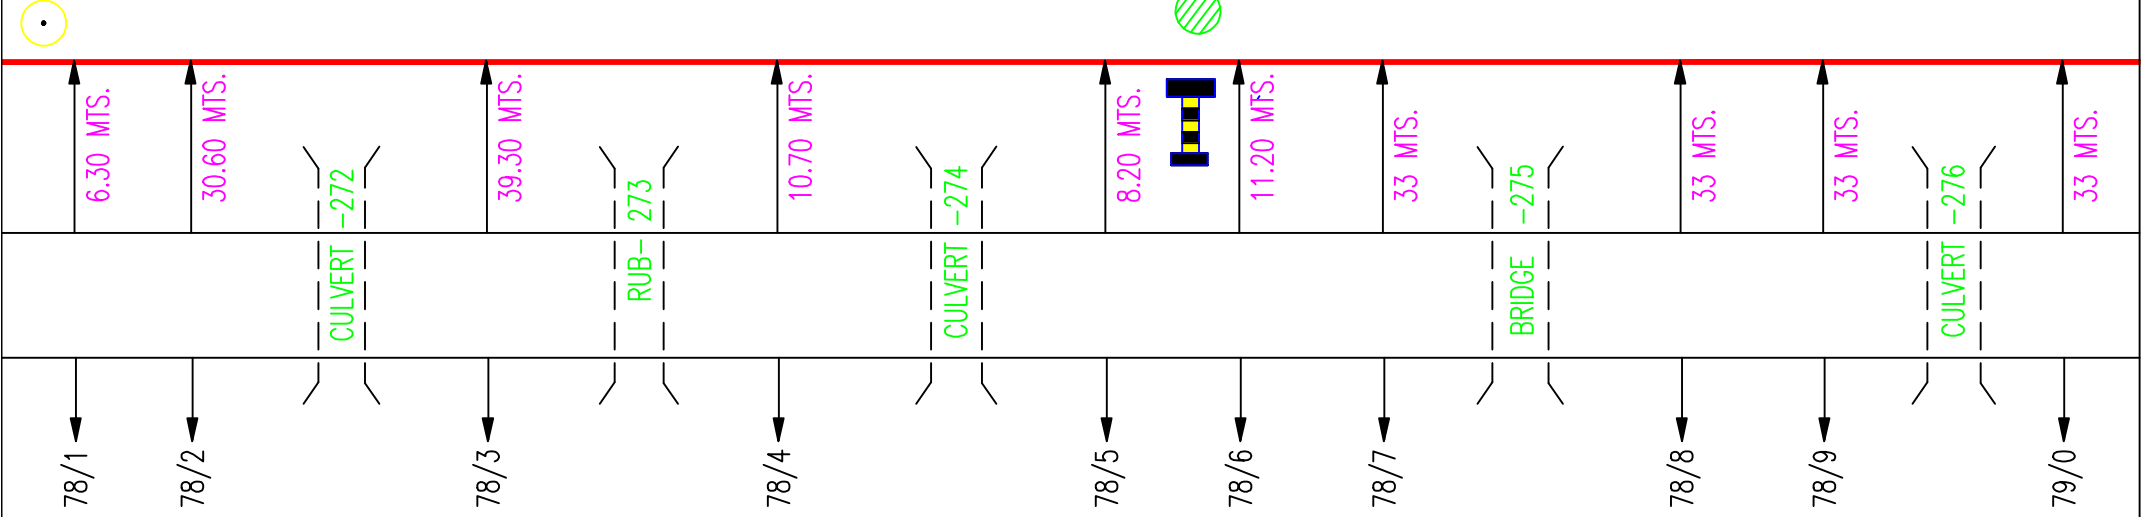 6.30 MTS.
30.60 MTS.
39.30 MTS.
10.70 MTS.
8.20 MTS.
11.20 MTS.
33 MTS.
33 MTS.
33 MTS.
33 MTS.
CULVERT -272
RUB- 273
CULVERT -274
BRIDGE -275
CULVERT -276
78/1
78/2
78/3
78/4
78/5
78/6
78/7
78/8
78/9
79/0